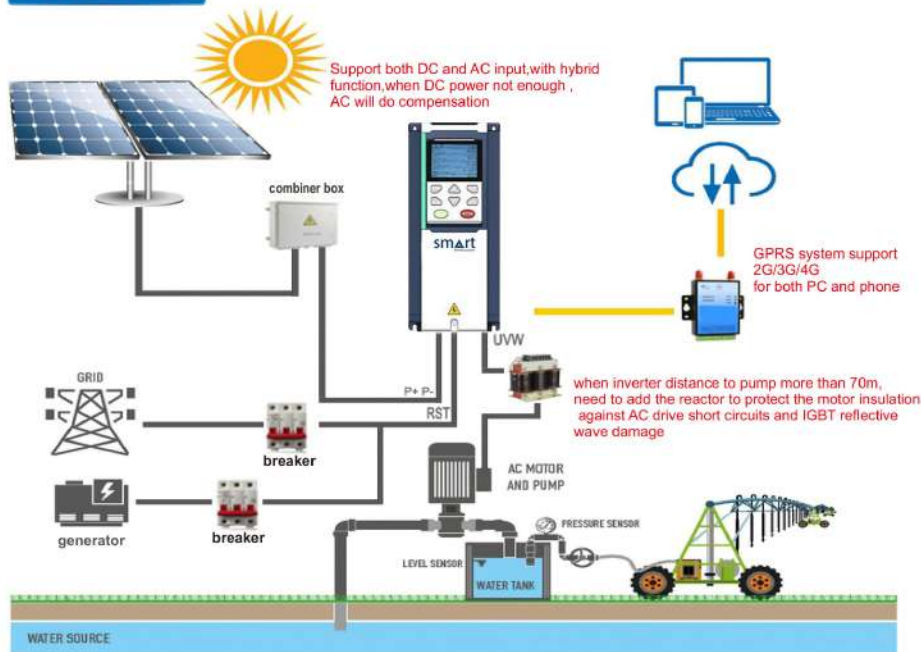 Support both DC and AC input,with hybrid
function,when DC power not enough ,
AC will do compensation
combiner box
smart
GPRS system support
2G/3G/4G
for both PC and phone
UVW
P+ P-
RST
GRID
breaker
when inverter distance to pump more than 70m,
need to add the reactor to protect the motor insulation
against AC drive short circuits and IGBT reflective
wave damage
AC MOTOR
AND PUMP
generator
breaker
PRESSURE SENSOR
LEVEL SENSOR
WATER TANK
WATER SOURCE